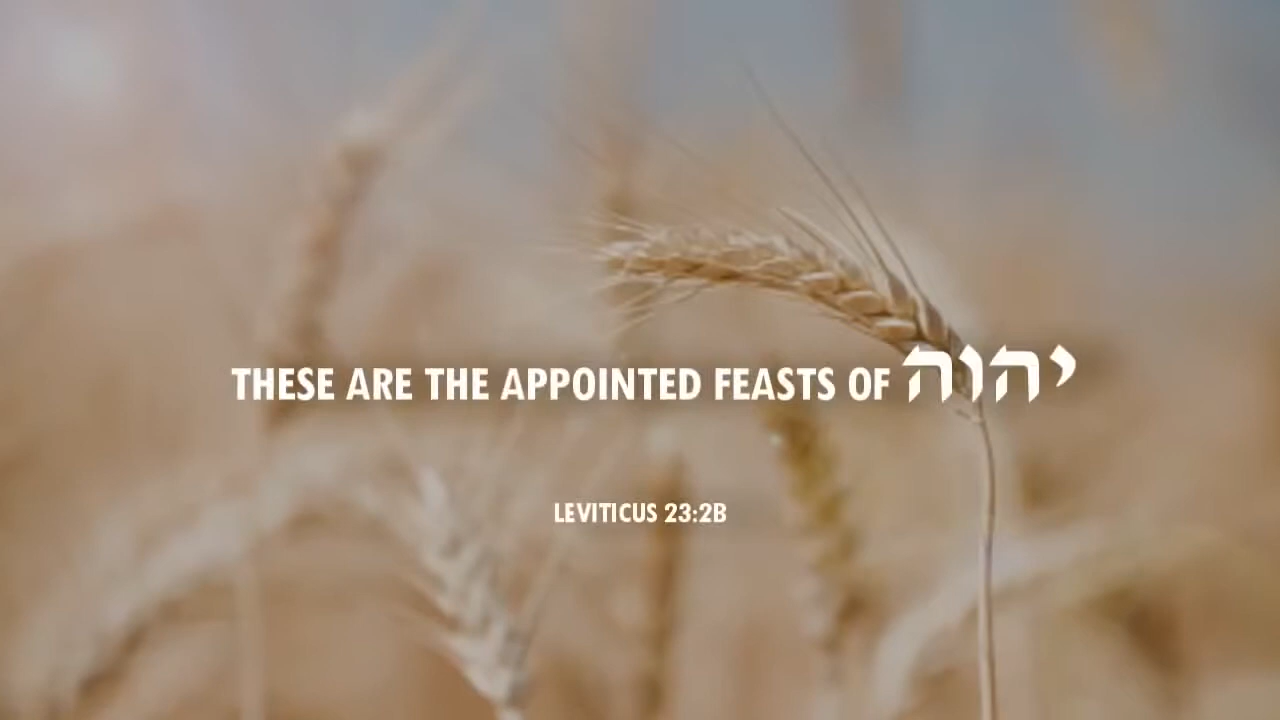 THESE ARE THE APPOINTED FEASTS OF יהוה
LEVITICUS 23:2B